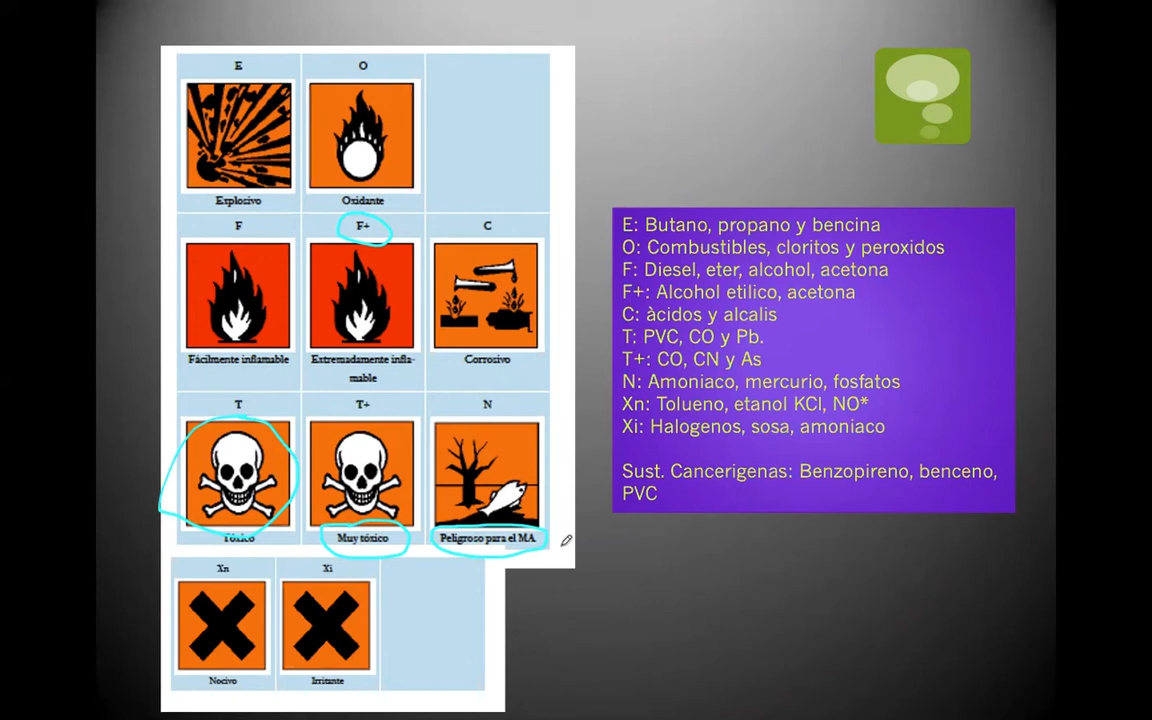 E
O
Explosivo
Oxidante
F
F+
C
Fácilmente inflamable
Extremadamente infla-
mable
Corrosivo
T
T+
N
Tóxico
Muy tóxico
Peligroso para el MA
Xn
Xi
Nocivo
Irritante
E: Butano, propano y bencina
O: Combustibles, cloritos y peroxidos
F: Diesel, eter, alcohol, acetona
F+: Alcohol etilico, acetona
C: àcidos y alcalis
T: PVC, CO y Pb.
T+: CO, CN y As
N: Amoniaco, mercurio, fosfatos
Xn: Tolueno, etanol KCl, NO*
Xi: Halogenos, sosa, amoniaco
Sust. Cancerigenas: Benzopireno, benceno,
PVC